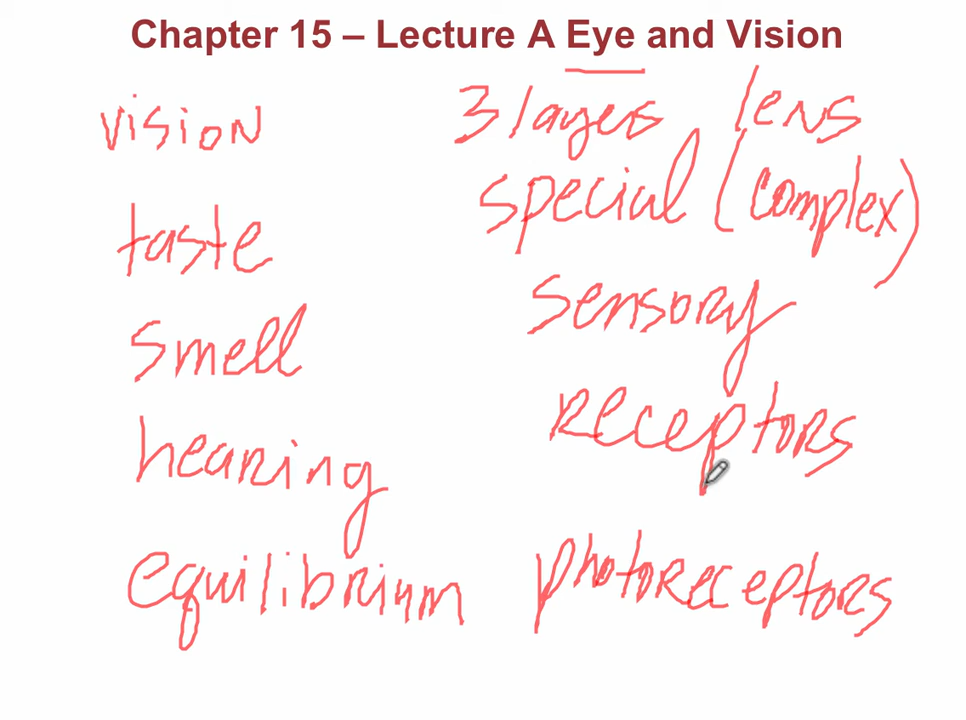 Chapter 15 – Lecture A Eye and Vision
vision
taste
smell
hearing
equilibrium
3 layers lens
special (complex)
sensory
receptors
photoreceptors